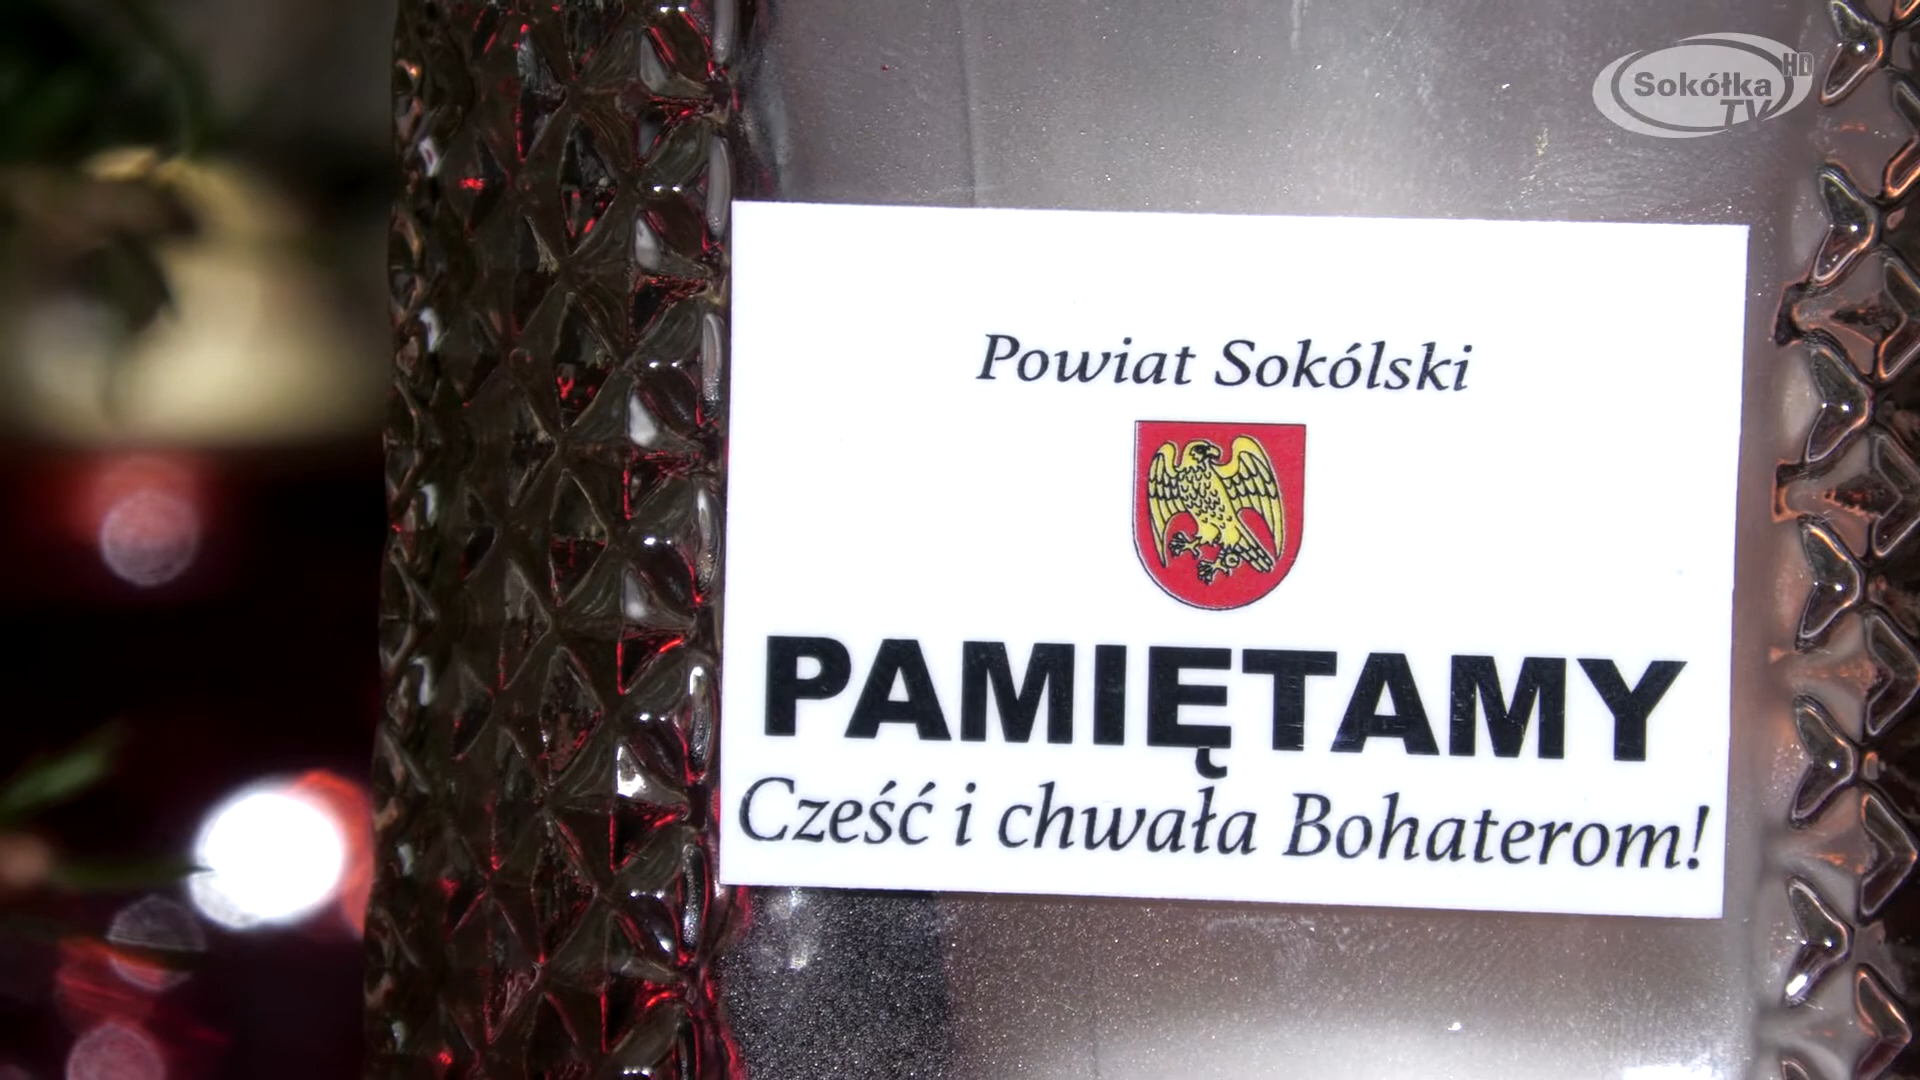 Sokółka HD
TV
Powiat Sokólski
PAMIĘTAMY
Cześć i chwała Bohaterom!